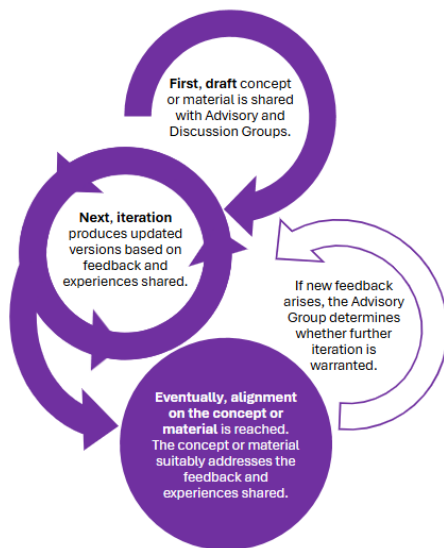 First, draft concept
or material is shared
with Advisory and
Discussion Groups.
Next, iteration
produces updated
versions based on
feedback and
experiences shared.
If new feedback
arises, the Advisory
Group determines
whether further
iteration is
warranted.
Eventually, alignment
on the concept or
material is reached.
The concept or material
suitably addresses the
feedback and
experiences shared.